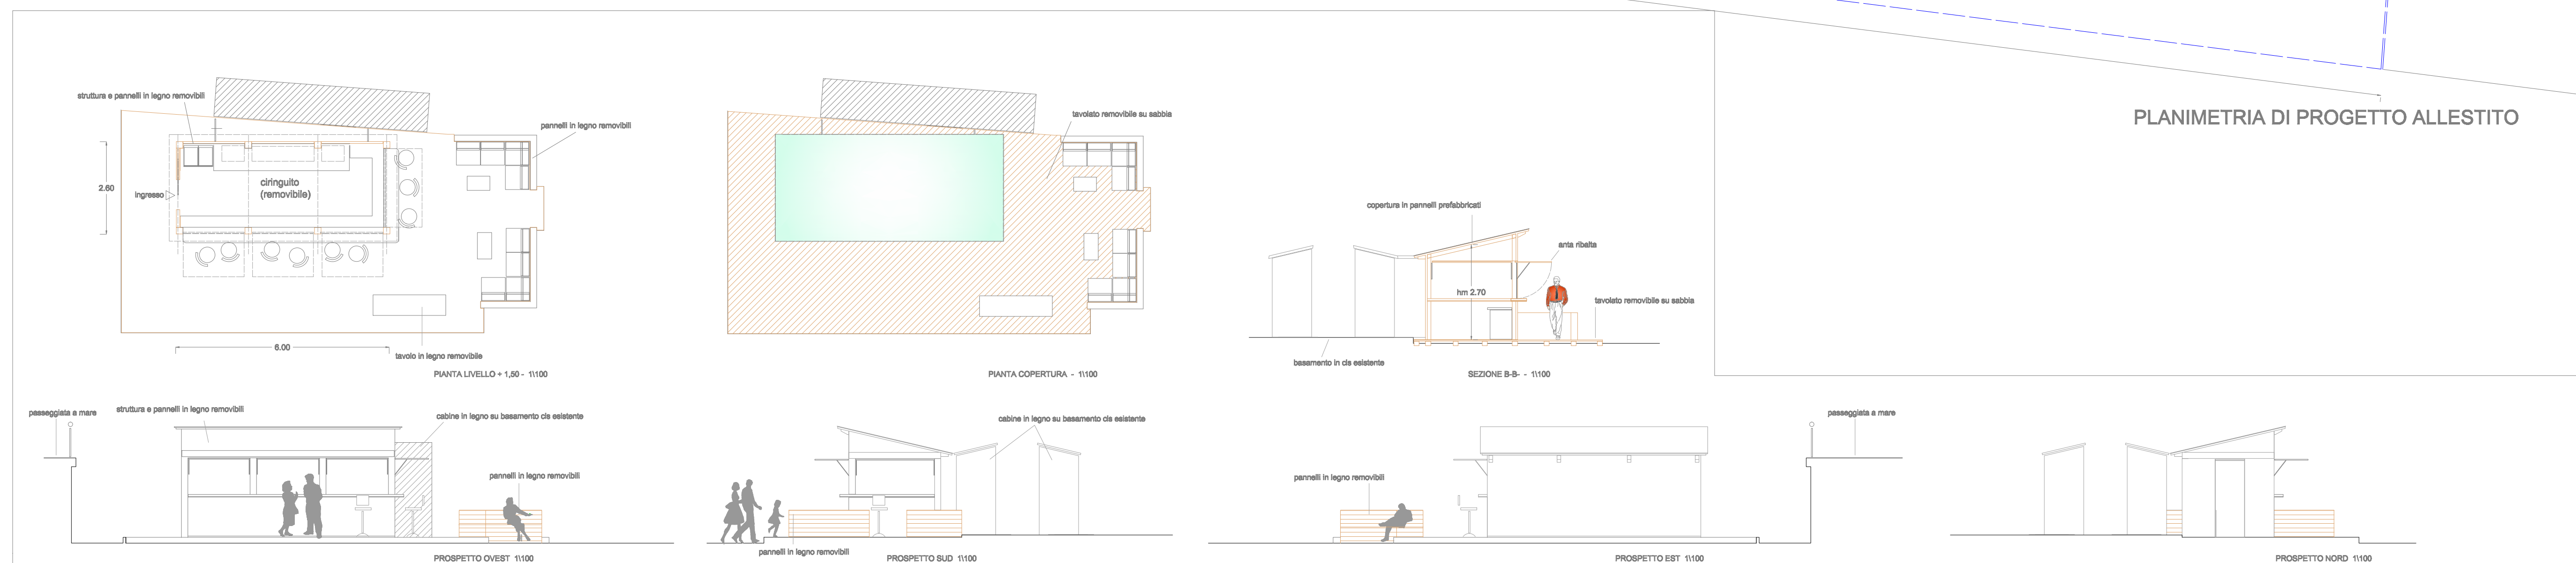 PLANIMETRIA DI PROGETTO ALLESTITO
struttura e pannelli in legno removibili
pannelli in legno removibili
2.60
ingresso
ciringuito
(removibile)
6.00
tavolo in legno removibile
PIANTA LIVELLO + 1,50 - 1\100
tavolato removibile su sabbia
PIANTA COPERTURA - 1\100
copertura in pannelli prefabbricati
anta ribalta
hm 2.70
tavolato removibile su sabbia
basamento in cls esistente
SEZIONE B-B- - 1\100
passeggiata a mare
struttura e pannelli in legno removibili
cabine in legno su basamento cls esistente
pannelli in legno removibili
PROSPETTO OVEST 1\100
cabine in legno su basamento cls esistente
pannelli in legno removibili
PROSPETTO SUD 1\100
pannelli in legno removibili
passeggiata a mare
PROSPETTO EST 1\100
PROSPETTO NORD 1\100